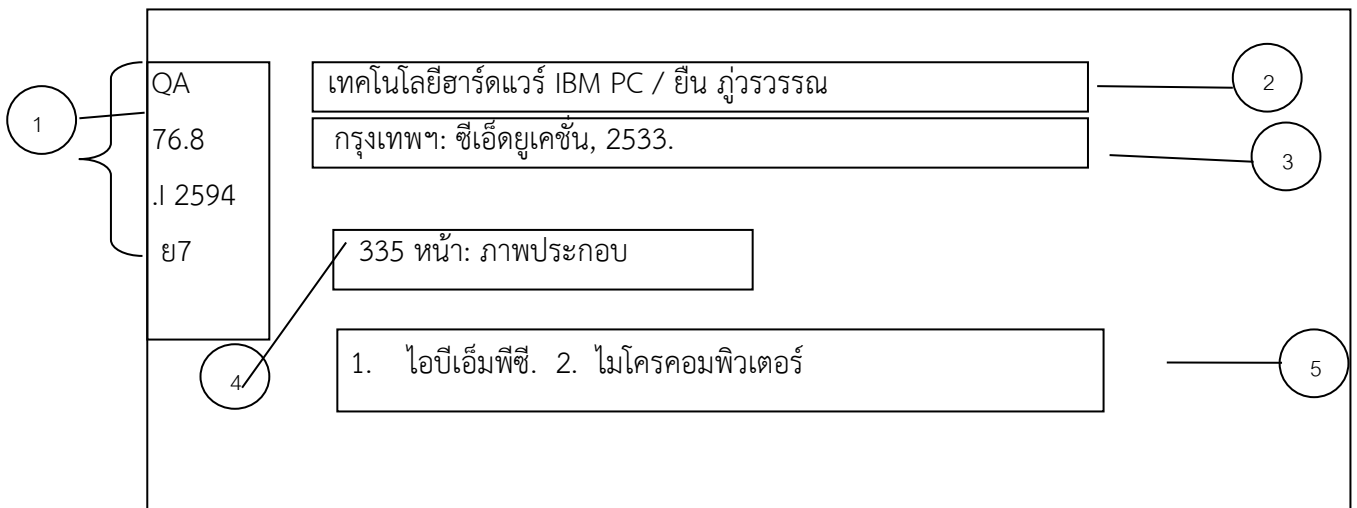 QA
76.8
.I 2594
ย7
เทคโนโลยีฮาร์ดแวร์ IBM PC / ยืน ภู่วรวรรณ
กรุงเทพฯ: ซีเอ็ดยูเคชั่น, 2533.
335 หน้า: ภาพประกอบ
1. ไอบีเอ็มพีซี. 2. ไมโครคอมพิวเตอร์
1
2
3
4
5